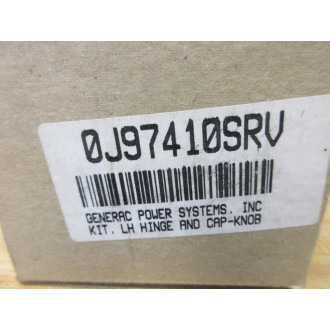 0J97410SRV
GENERAC POWER SYSTEMS, INC
KIT, LH HINGE AND CAP-KNOB